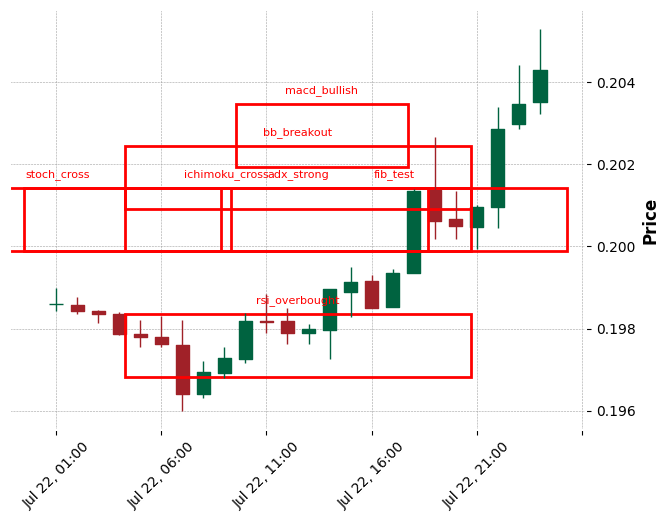 macd_bullish
bb_breakout
stoch_cross
ichimoku_cross
adx_strong
fib_test
rsi_overbought
0.204
0.202
0.200
0.198
0.196
Price
Jul 22, 01:00
Jul 22, 06:00
Jul 22, 11:00
Jul 22, 16:00
Jul 22, 21:00